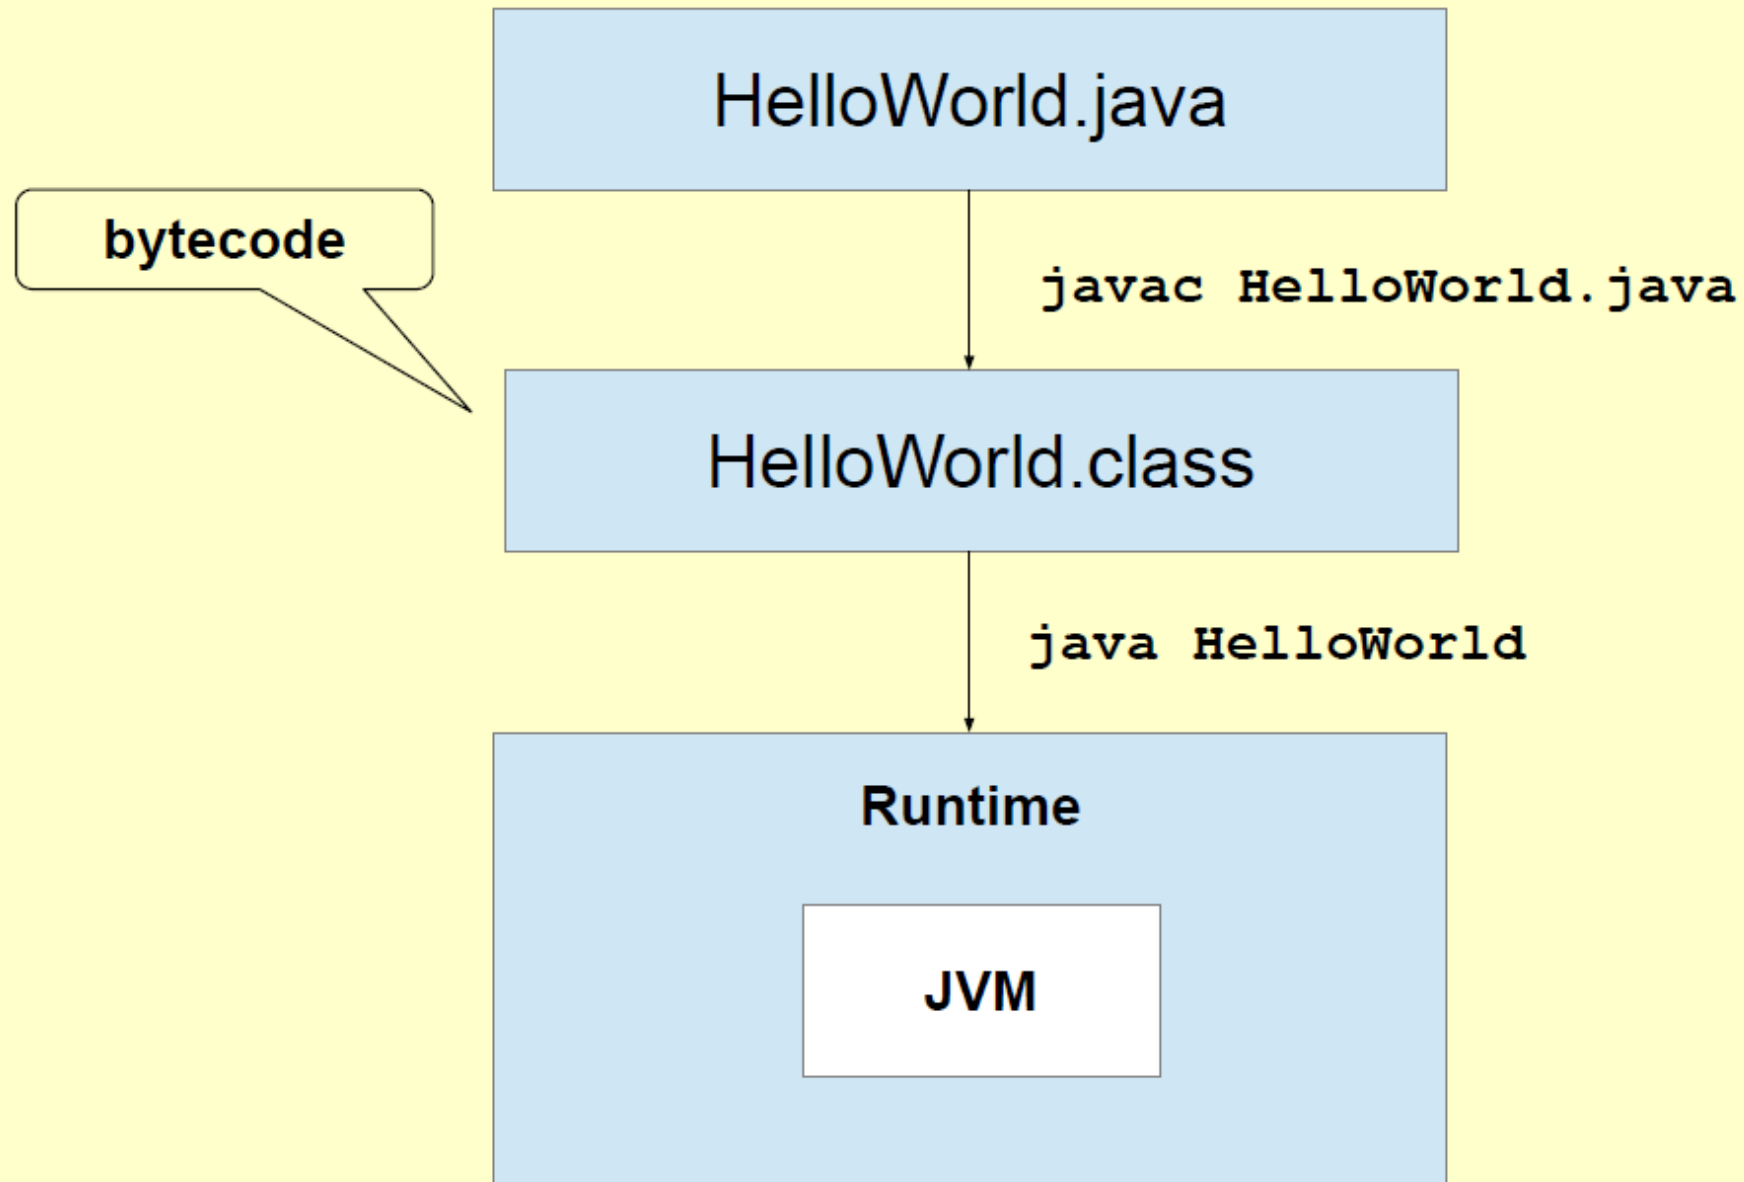 HelloWorld.java
bytecode
javac HelloWorld.java
HelloWorld.class
java HelloWorld
Runtime
JVM